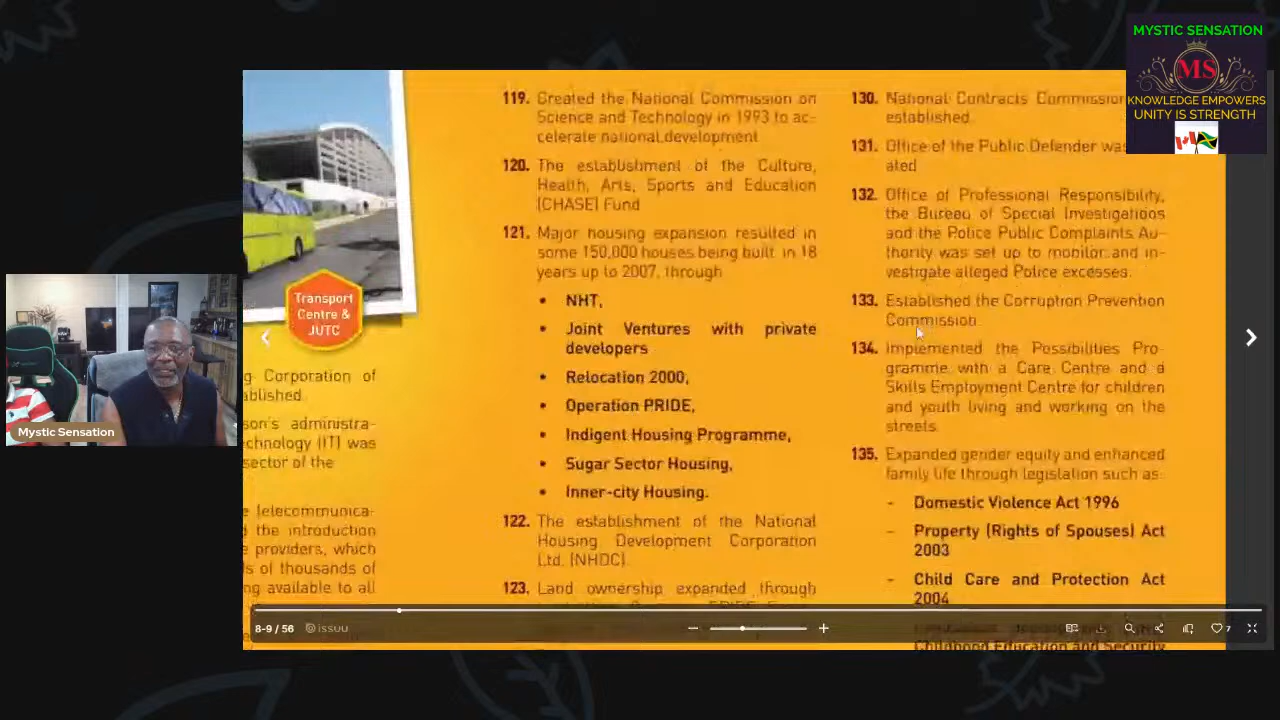 MYSTIC SENSATION
MS
KNOWLEDGE EMPOWERS
UNITY IS STRENGTH
Mystic Sensation
Transport
Centre &
JUTC
g Corporation of
ablished.
son's administra-
chnology (IT) was
sector of the
e telecommunica-
d the introduction
e providers, which
s of thousands of
ng available to all
119. Created the National Commission on
Science and Technology in 1993 to ac-
celerate national development
120. The establishment of the Culture,
Health, Arts, Sports and Education
(CHASE) Fund
121. Major housing expansion resulted in
some 150,000 houses being built in 18
years up to 2007, through
• NHT,
• Joint Ventures with private
developers
• Relocation 2000,
• Operation PRIDE,
• Indigent Housing Programme,
• Sugar Sector Housing,
• Inner-city Housing.
122. The establishment of the National
Housing Development Corporation
Ltd. (NHDC).
123. Land ownership expanded through
130. National Contracts Commission
established.
131. Office of the Public Defender was
ated
132. Office of Professional Responsibility,
the Bureau of Special Investigations
and the Police Public Complaints Au-
thority was set up to monitor and in-
vestigate alleged Police excesses.
133. Established the Corruption Prevention
Commission.
134. Implemented the Possibilities Pro-
gramme with a Care Centre and a
Skills Employment Centre for children
and youth living and working on the
streets.
135. Expanded gender equity and enhanced
family life through legislation such as:
- Domestic Violence Act 1996
- Property (Rights of Spouses) Act
2003
- Child Care and Protection Act
2004
Childhood Education and Security
8-9 / 56
issuu
7